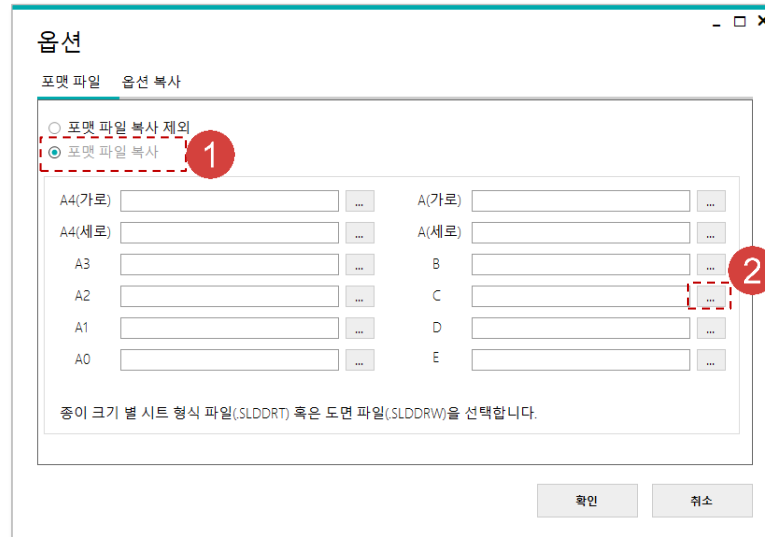 옵션
포맷 파일 옵션 복사
포맷 파일 복사 제외
포맷 파일 복사
1
A4(가로) ... A(가로) ...
A4(세로) ... A(세로) ...
A3 ... B ...
2
A2 ... C ...
A1 ... D ...
A0 ... E ...
종이 크기 별 시트 형식 파일(.SLDDRT) 혹은 도면 파일(.SLDDRW)을 선택합니다.
확인 취소